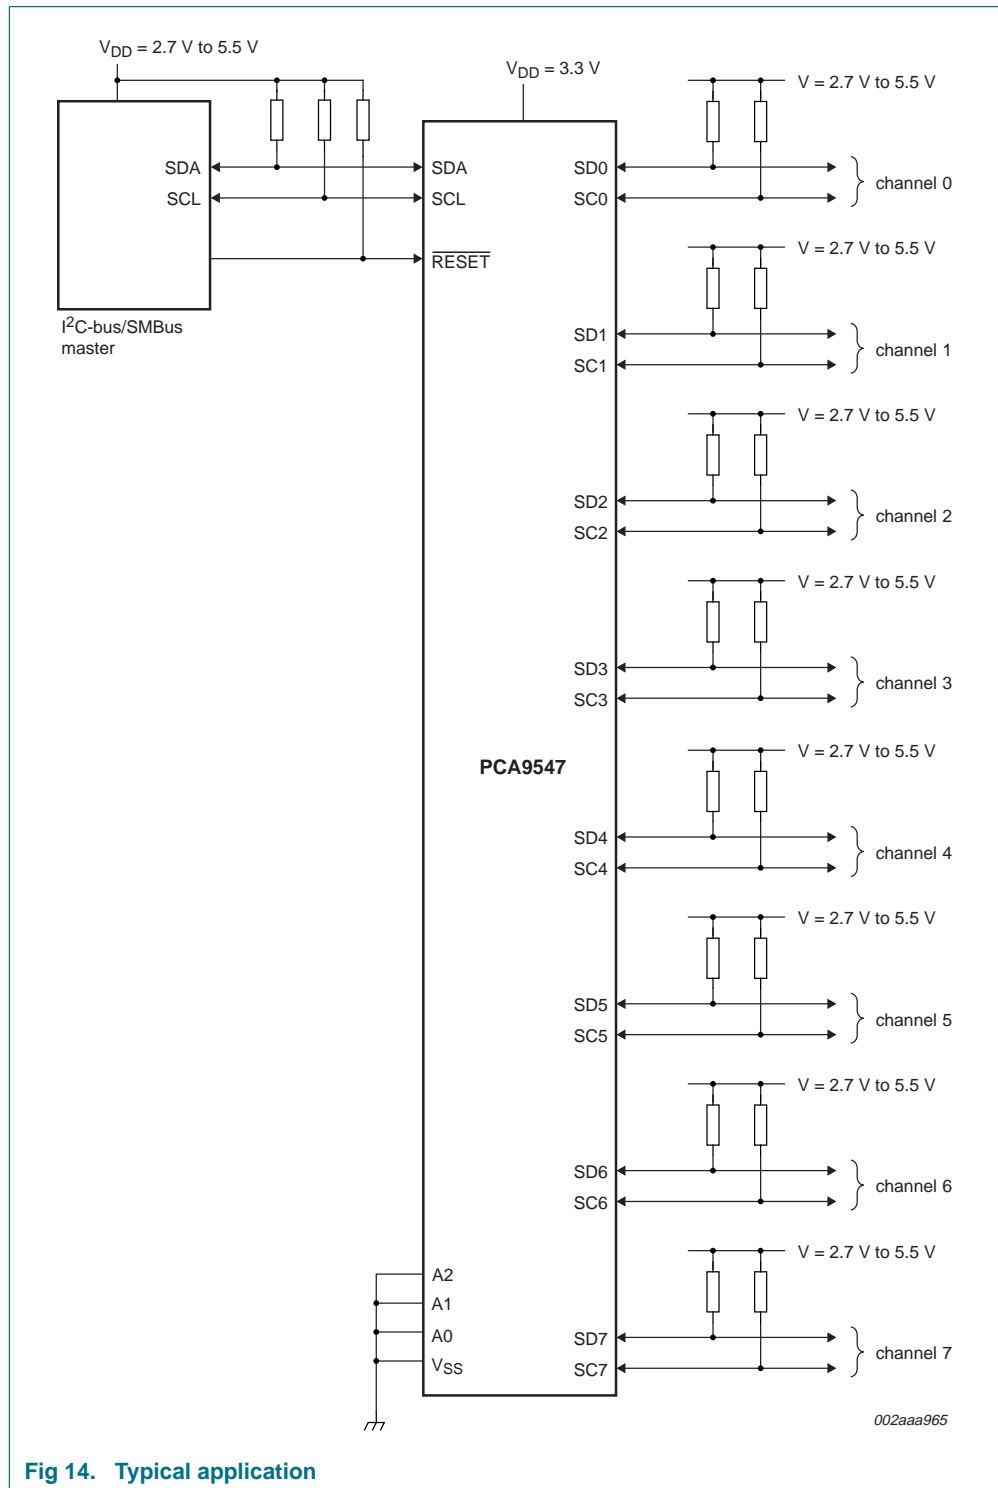 VDD = 2.7 V to 5.5 V
VDD = 3.3 V
V = 2.7 V to 5.5 V
SDA
SCL
SDA
SCL
RESET
I2C-bus/SMBus
master
SD0
SC0
channel 0
V = 2.7 V to 5.5 V
SD1
SC1
channel 1
V = 2.7 V to 5.5 V
SD2
SC2
channel 2
V = 2.7 V to 5.5 V
SD3
SC3
channel 3
PCA9547
V = 2.7 V to 5.5 V
SD4
SC4
channel 4
V = 2.7 V to 5.5 V
SD5
SC5
channel 5
V = 2.7 V to 5.5 V
SD6
SC6
channel 6
V = 2.7 V to 5.5 V
A2
A1
A0
VSS
SD7
SC7
channel 7
002aaa965
Fig 14. Typical application